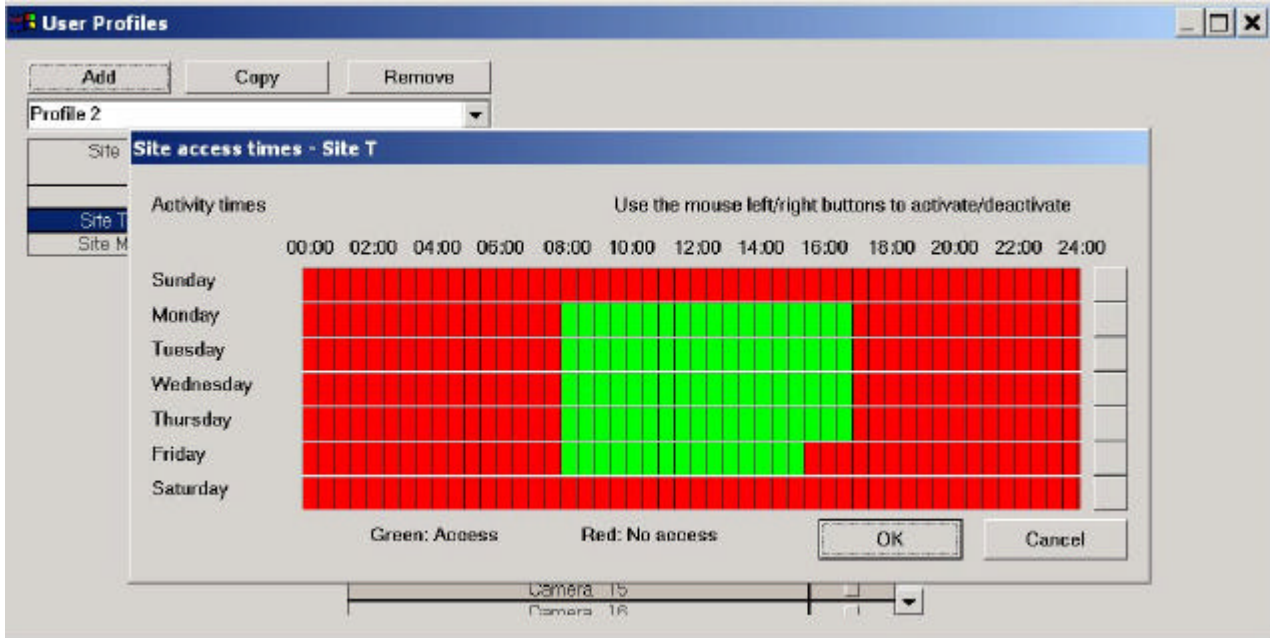 User Profiles
Add Copy Remove
Profile 2
Site
Site access times - Site T
Activity times Use the mouse left/right buttons to activate/deactivate
Site T
Site M
00:00 02:00 04:00 06:00 08:00 10:00 12:00 14:00 16:00 18:00 20:00 22:00 24:00
Sunday
Monday
Tuesday
Wednesday
Thursday
Friday
Saturday
Green: Access Red: No access OK Cancel
Camera 15
Camera 16